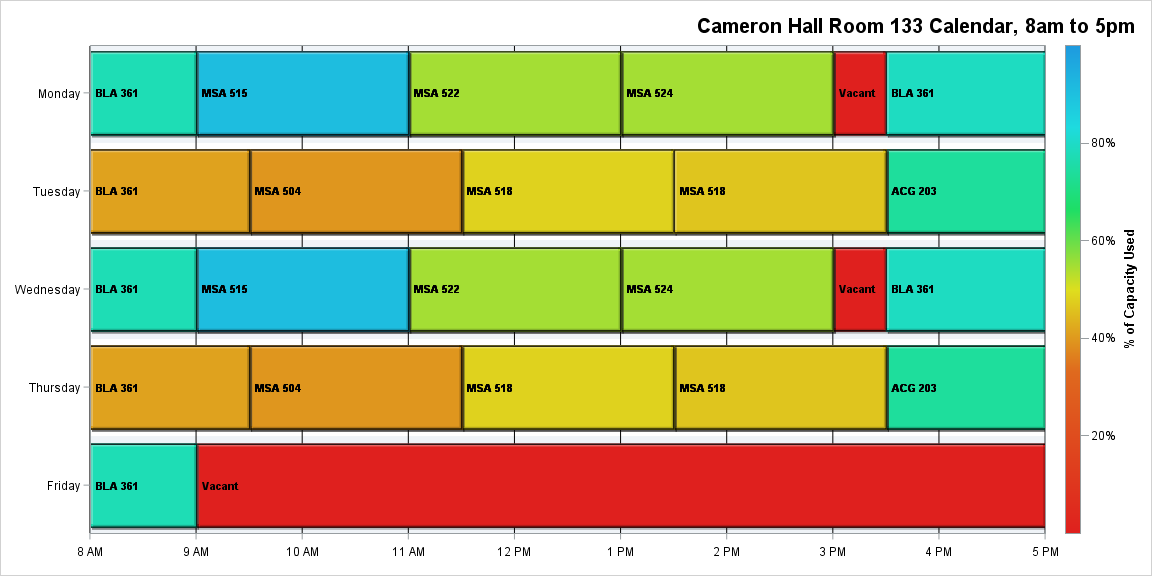 Cameron Hall Room 133 Calendar, 8am to 5pm
Monday BLA 361 MSA 515 MSA 522 MSA 524 Vacant BLA 361
Tuesday BLA 361 MSA 504 MSA 518 MSA 518 ACG 203
Wednesday BLA 361 MSA 515 MSA 522 MSA 524 Vacant BLA 361
Thursday BLA 361 MSA 504 MSA 518 MSA 518 ACG 203
Friday BLA 361 Vacant
8 AM 9 AM 10 AM 11 AM 12 PM 1 PM 2 PM 3 PM 4 PM 5 PM
80%
60%
40%
20%
% of Capacity Used